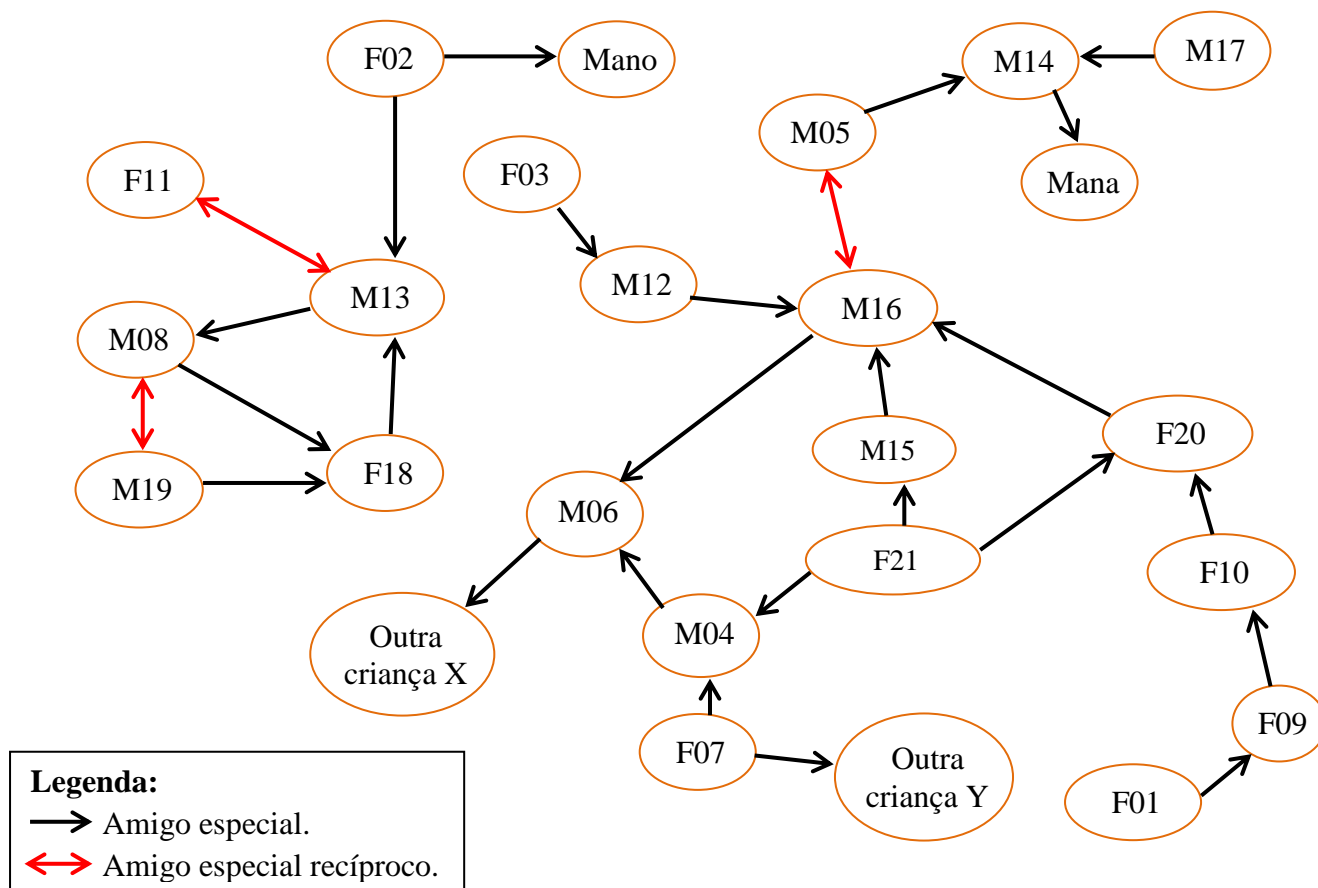 F02
Mano
M14
M17
M05
F11
F03
Mana
M13
M12
M16
M08
M15
F20
M19
F18
M06
F21
F10
Outra
criança X
M04
F09
F07
Outra
criança Y
F01
Legenda:
Amigo especial.
Amigo especial recíproco.